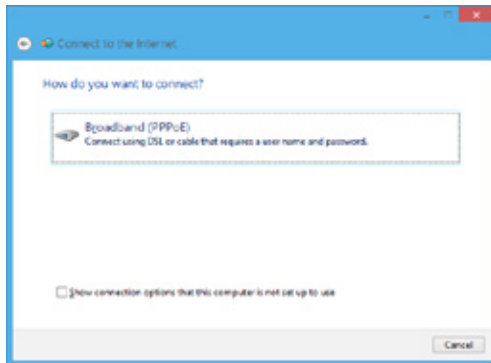 Connect to the Internet
How do you want to connect?
Broadband (PPPoE)
Connect using DSL or cable that requires a user name and password.
Show connection options that this computer is not set up to use
Cancel